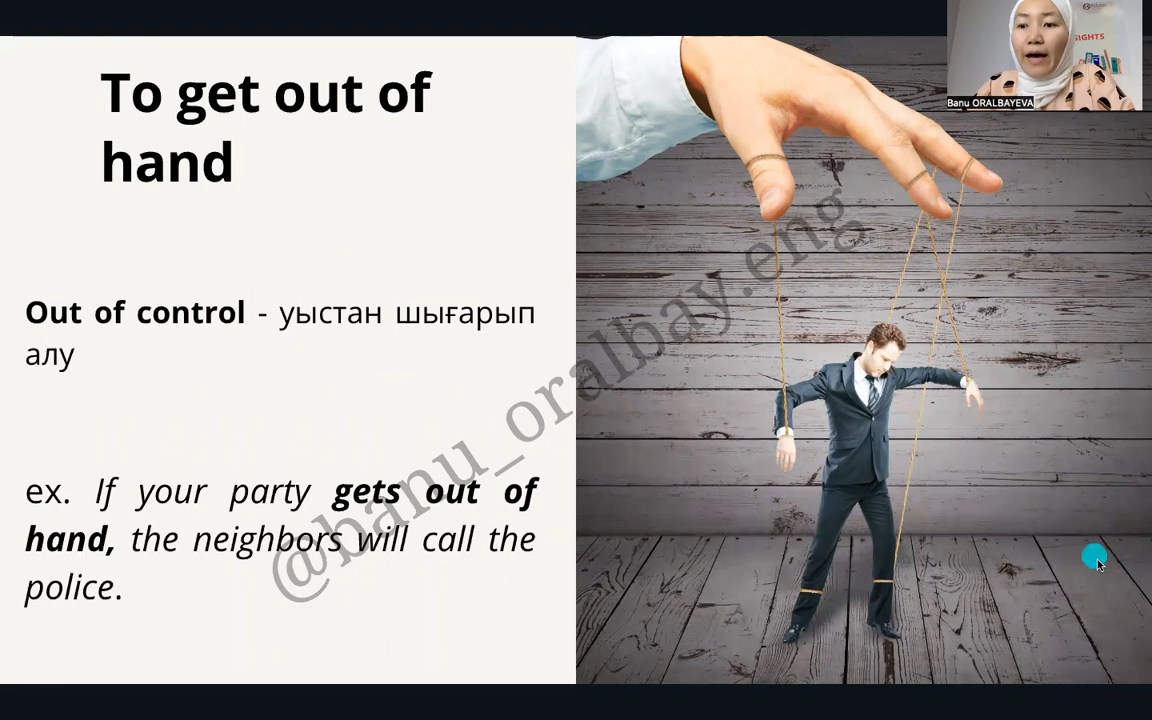 To get out of
hand
Out of control - уыстан шығарып
алу
ex. If your party gets out of
hand, the neighbors will call the
police.
@banu_oralbay.eng
IGHTS
Banu ORALBAYEVA